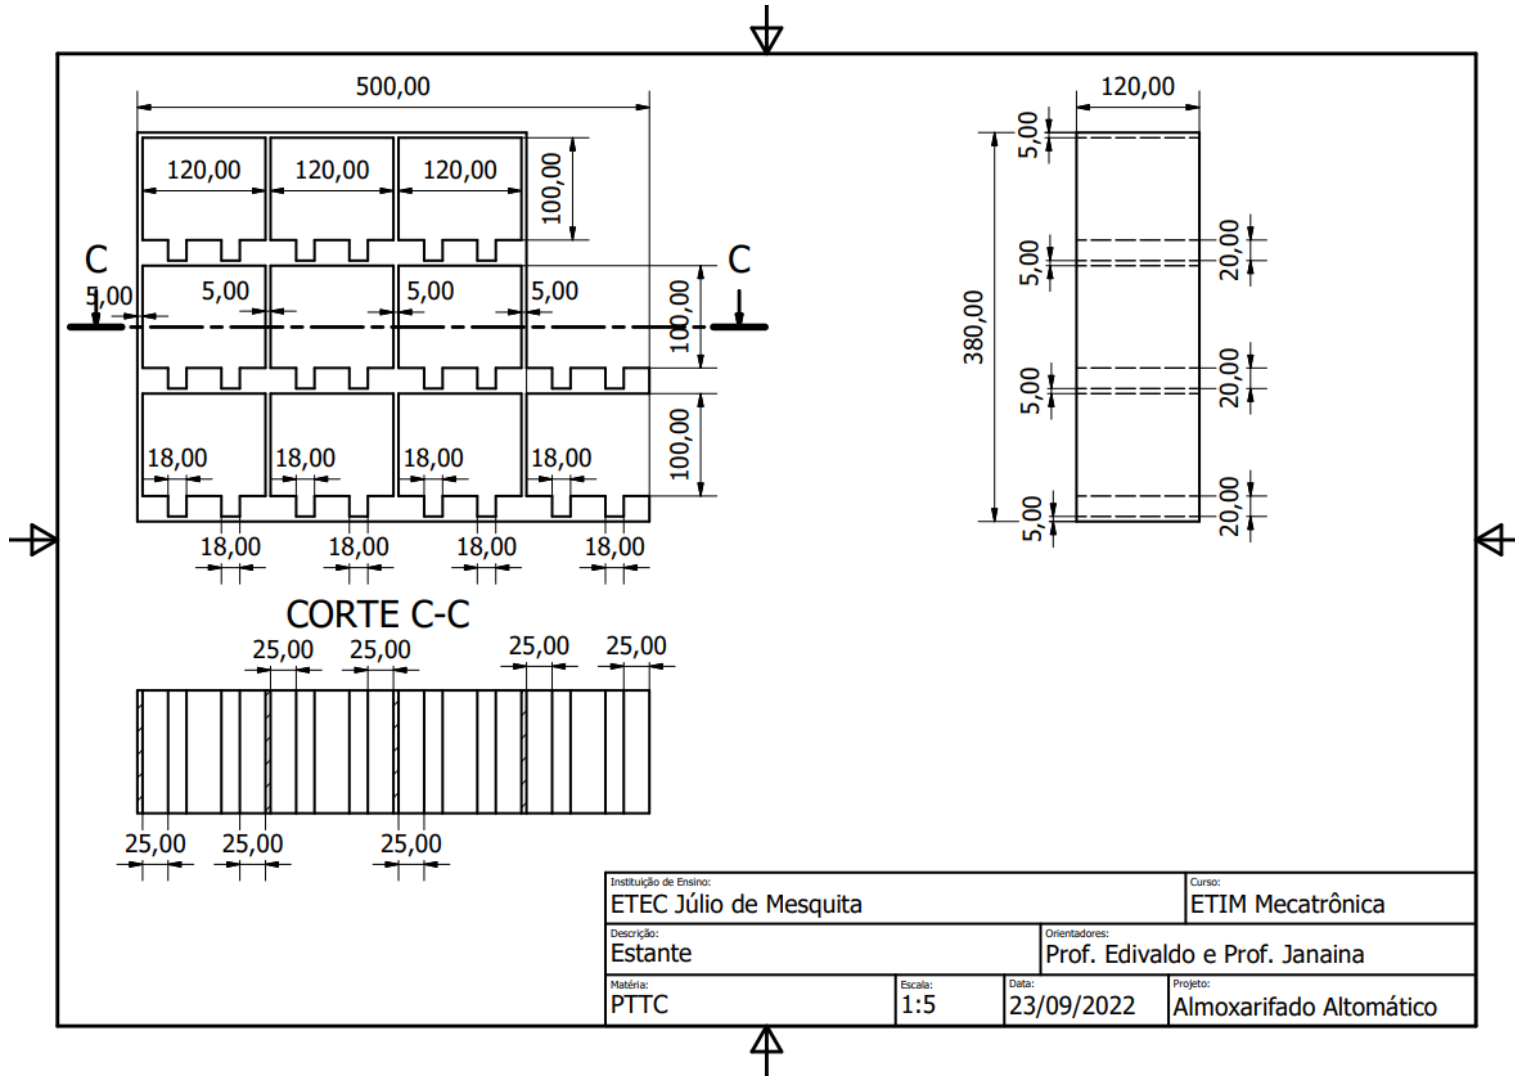 500,00
120,00
120,00 120,00 120,00
100,00
5,00
C C
5,00 5,00 5,00 5,00
100,00
5,00
20,00
380,00
5,00
20,00
100,00
18,00 18,00 18,00 18,00
5,00
20,00
18,00 18,00 18,00 18,00
CORTE C-C
25,00 25,00 25,00 25,00
25,00 25,00 25,00
Instituição de Ensino:
ETEC Júlio de Mesquita
Curso:
ETIM Mecatrônica
Descrição:
Estante
Orientadores:
Prof. Edivaldo e Prof. Janaina
Matéria:
PTTC
Escala:
1:5
Data:
23/09/2022
Projeto:
Almoxarifado Altomático